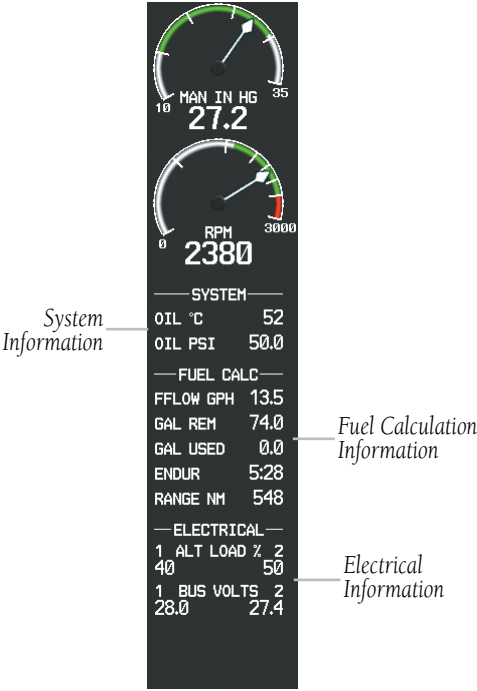 10 35
MAN IN HG
27.2
0 3000
RPM
2380
SYSTEM
OIL °C 52
OIL PSI 50.0
FUEL CALC
FFLOW GPH 13.5
GAL REM 74.0
GAL USED 0.0
ENDUR 5:28
RANGE NM 548
ELECTRICAL
1 ALT LOAD % 2
40 50
1 BUS VOLTS 2
28.0 27.4
System
Information
Fuel Calculation
Information
Electrical
Information